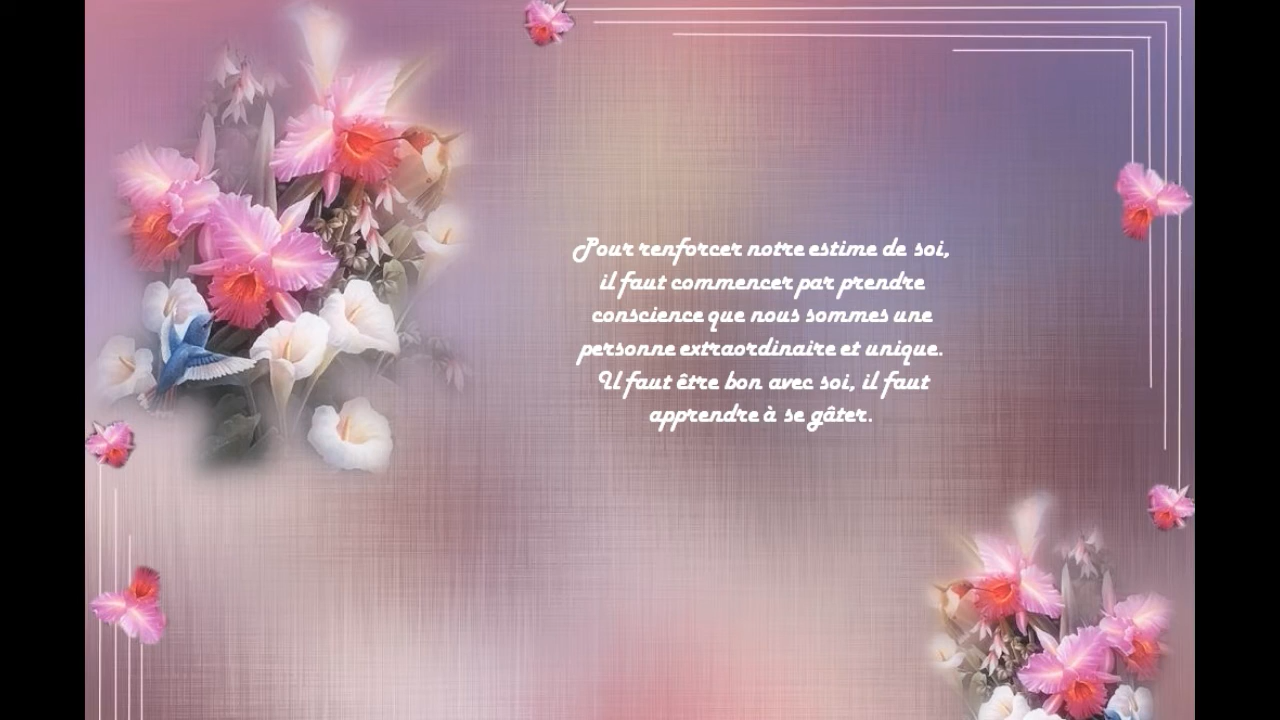 Pour renforcer notre estime de soi,
il faut commencer par prendre
conscience que nous sommes une
personne extraordinaire et unique.
Il faut être bon avec soi, il faut
apprendre à se gâter.